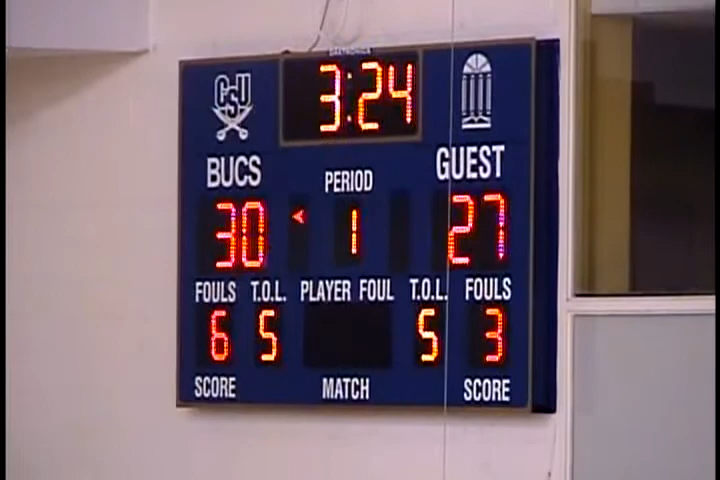 CSU 3:24
BUCS PERIOD GUEST
30 1 27
FOULS T.O.L. PLAYER FOUL T.O.L. FOULS
6 5 5 3
SCORE MATCH SCORE